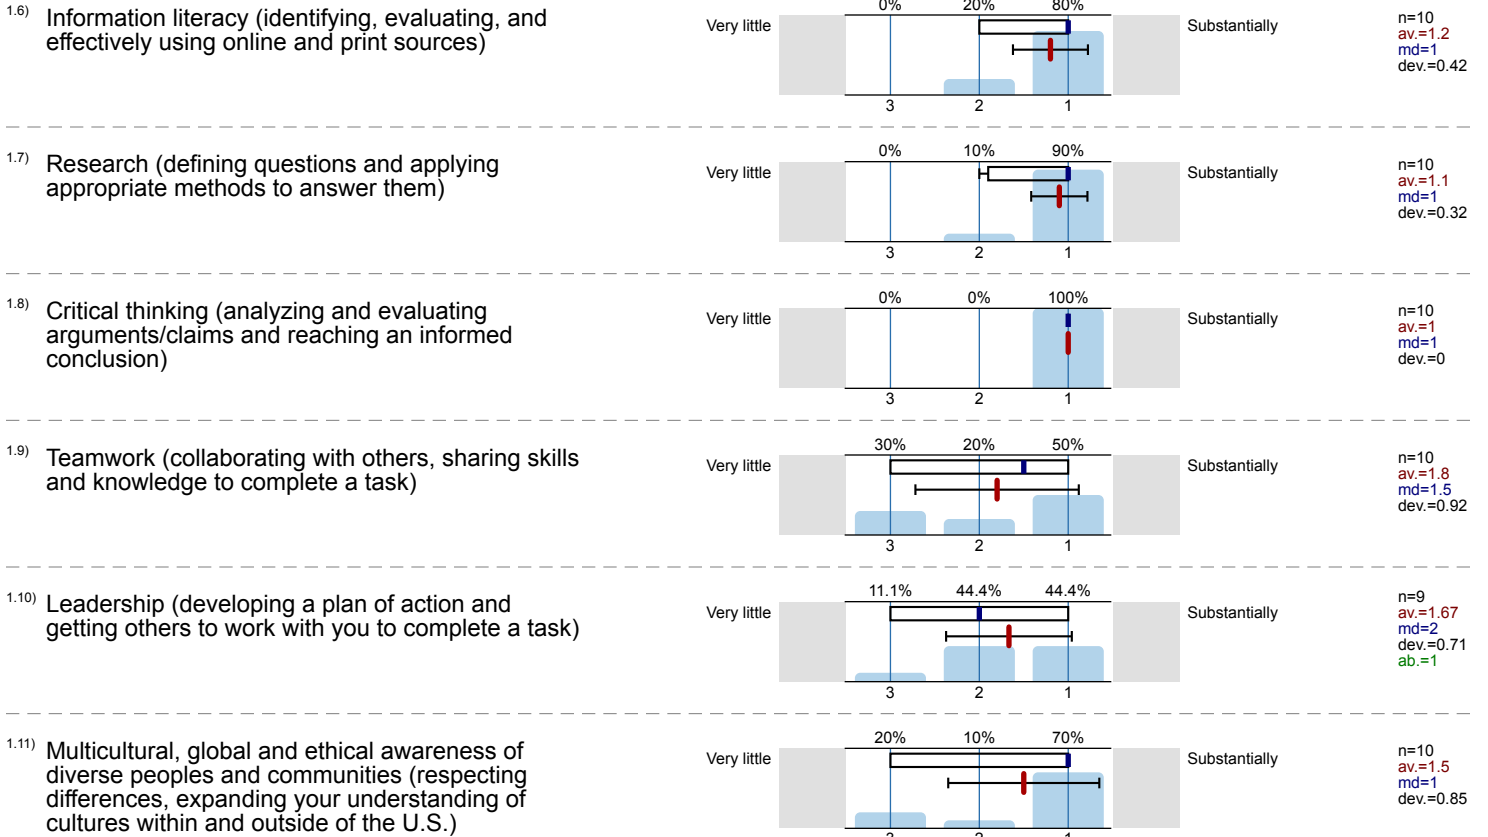 1.6) Information literacy (identifying, evaluating, and
effectively using online and print sources)
0% 20% 80%
Very little Substantially
3 2 1
n=10
av.=1.2
md=1
dev.=0.42
1.7) Research (defining questions and applying
appropriate methods to answer them)
0% 10% 90%
Very little Substantially
3 2 1
n=10
av.=1.1
md=1
dev.=0.32
1.8) Critical thinking (analyzing and evaluating
arguments/claims and reaching an informed
conclusion)
0% 0% 100%
Very little Substantially
3 2 1
n=10
av.=1
md=1
dev.=0
1.9) Teamwork (collaborating with others, sharing skills
and knowledge to complete a task)
30% 20% 50%
Very little Substantially
3 2 1
n=10
av.=1.8
md=1.5
dev.=0.92
1.10) Leadership (developing a plan of action and
getting others to work with you to complete a task)
11.1% 44.4% 44.4%
Very little Substantially
3 2 1
n=9
av.=1.67
md=2
dev.=0.71
ab.=1
1.11) Multicultural, global and ethical awareness of
diverse peoples and communities (respecting
differences, expanding your understanding of
cultures within and outside of the U.S.)
20% 10% 70%
Very little Substantially
3 2 1
n=10
av.=1.5
md=1
dev.=0.85